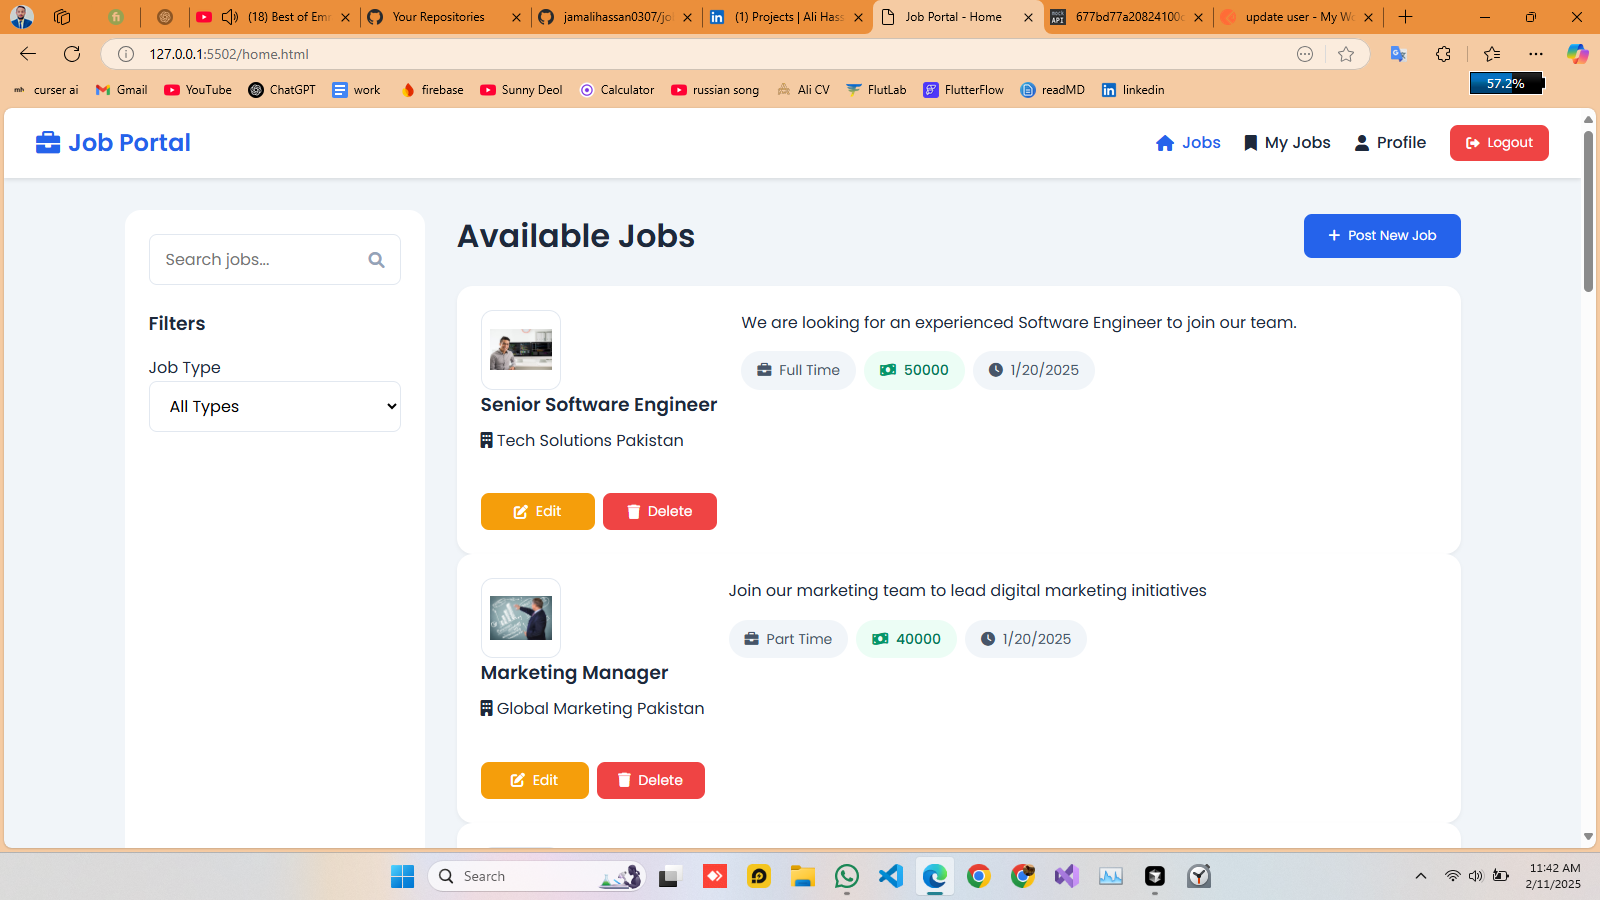 (18) Best of Em
Your Repositories
jamalihassan0307/jo
(1) Projects | Ali Hass
Job Portal - Home
MOCK API
677bd77a20824100
update user - My W
127.0.0.1:5502/home.html
curser ai
Gmail
YouTube
ChatGPT
work
firebase
Sunny Deol
Calculator
russian song
Ali CV
FlutLab
FlutterFlow
readMD
linkedin
57.2%
Job Portal
Jobs
My Jobs
Profile
Logout
Search jobs...
Filters
Job Type
All Types
Available Jobs
+ Post New Job
We are looking for an experienced Software Engineer to join our team.
Full Time
50000
1/20/2025
Senior Software Engineer
Tech Solutions Pakistan
Edit
Delete
Join our marketing team to lead digital marketing initiatives
Part Time
40000
1/20/2025
Marketing Manager
Global Marketing Pakistan
Edit
Delete
Search
11:42 AM
2/11/2025